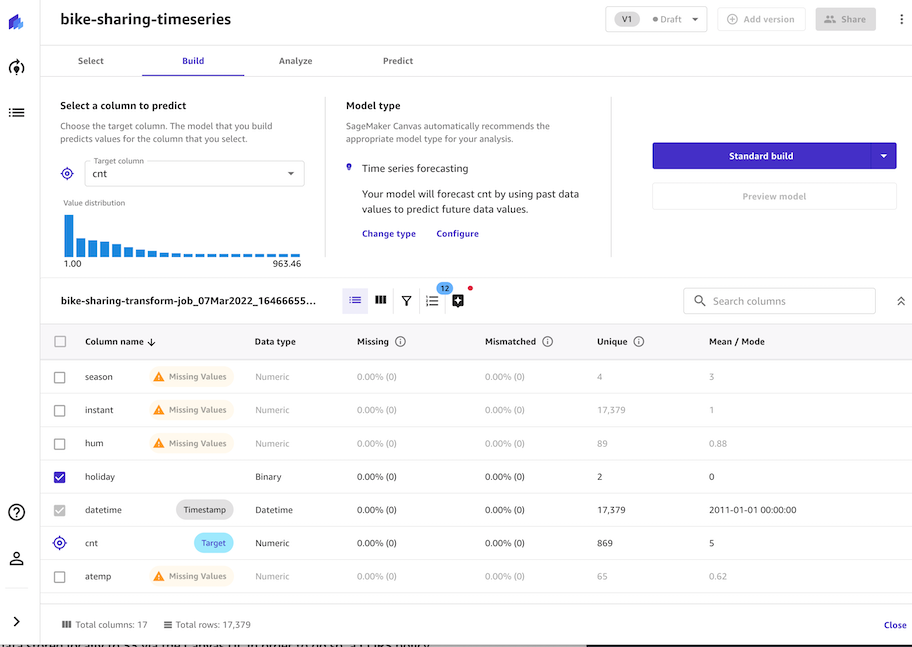 bike-sharing-timeseries
V1 Draft
Add version
Share
Select
Build
Analyze
Predict
Select a column to predict
Choose the target column. The model that you build
predicts values for the column that you select.
Target column
cnt
Value distribution
1.00 963.46
Model type
SageMaker Canvas automatically recommends the
appropriate model type for your analysis.
Time series forecasting
Your model will forecast cnt by using past data
values to predict future data values.
Change type Configure
Standard build
Preview model
bike-sharing-transform-job_07Mar2022_16466655...
12
Search columns
Column name Data type Missing Mismatched Unique Mean / Mode
season Missing Values Numeric 0.00% (0) 0.00% (0) 4 3
instant Missing Values Numeric 0.00% (0) 0.00% (0) 17,379 1
hum Missing Values Numeric 0.00% (0) 0.00% (0) 89 0.88
holiday Binary 0.00% (0) 0.00% (0) 2 0
datetime Timestamp Datetime 0.00% (0) 0.00% (0) 17,379 2011-01-01 00:00:00
cnt Target Numeric 0.00% (0) 0.00% (0) 869 5
atemp Missing Values Numeric 0.00% (0) 0.00% (0) 65 0.62
Total columns: 17 Total rows: 17,379
Close